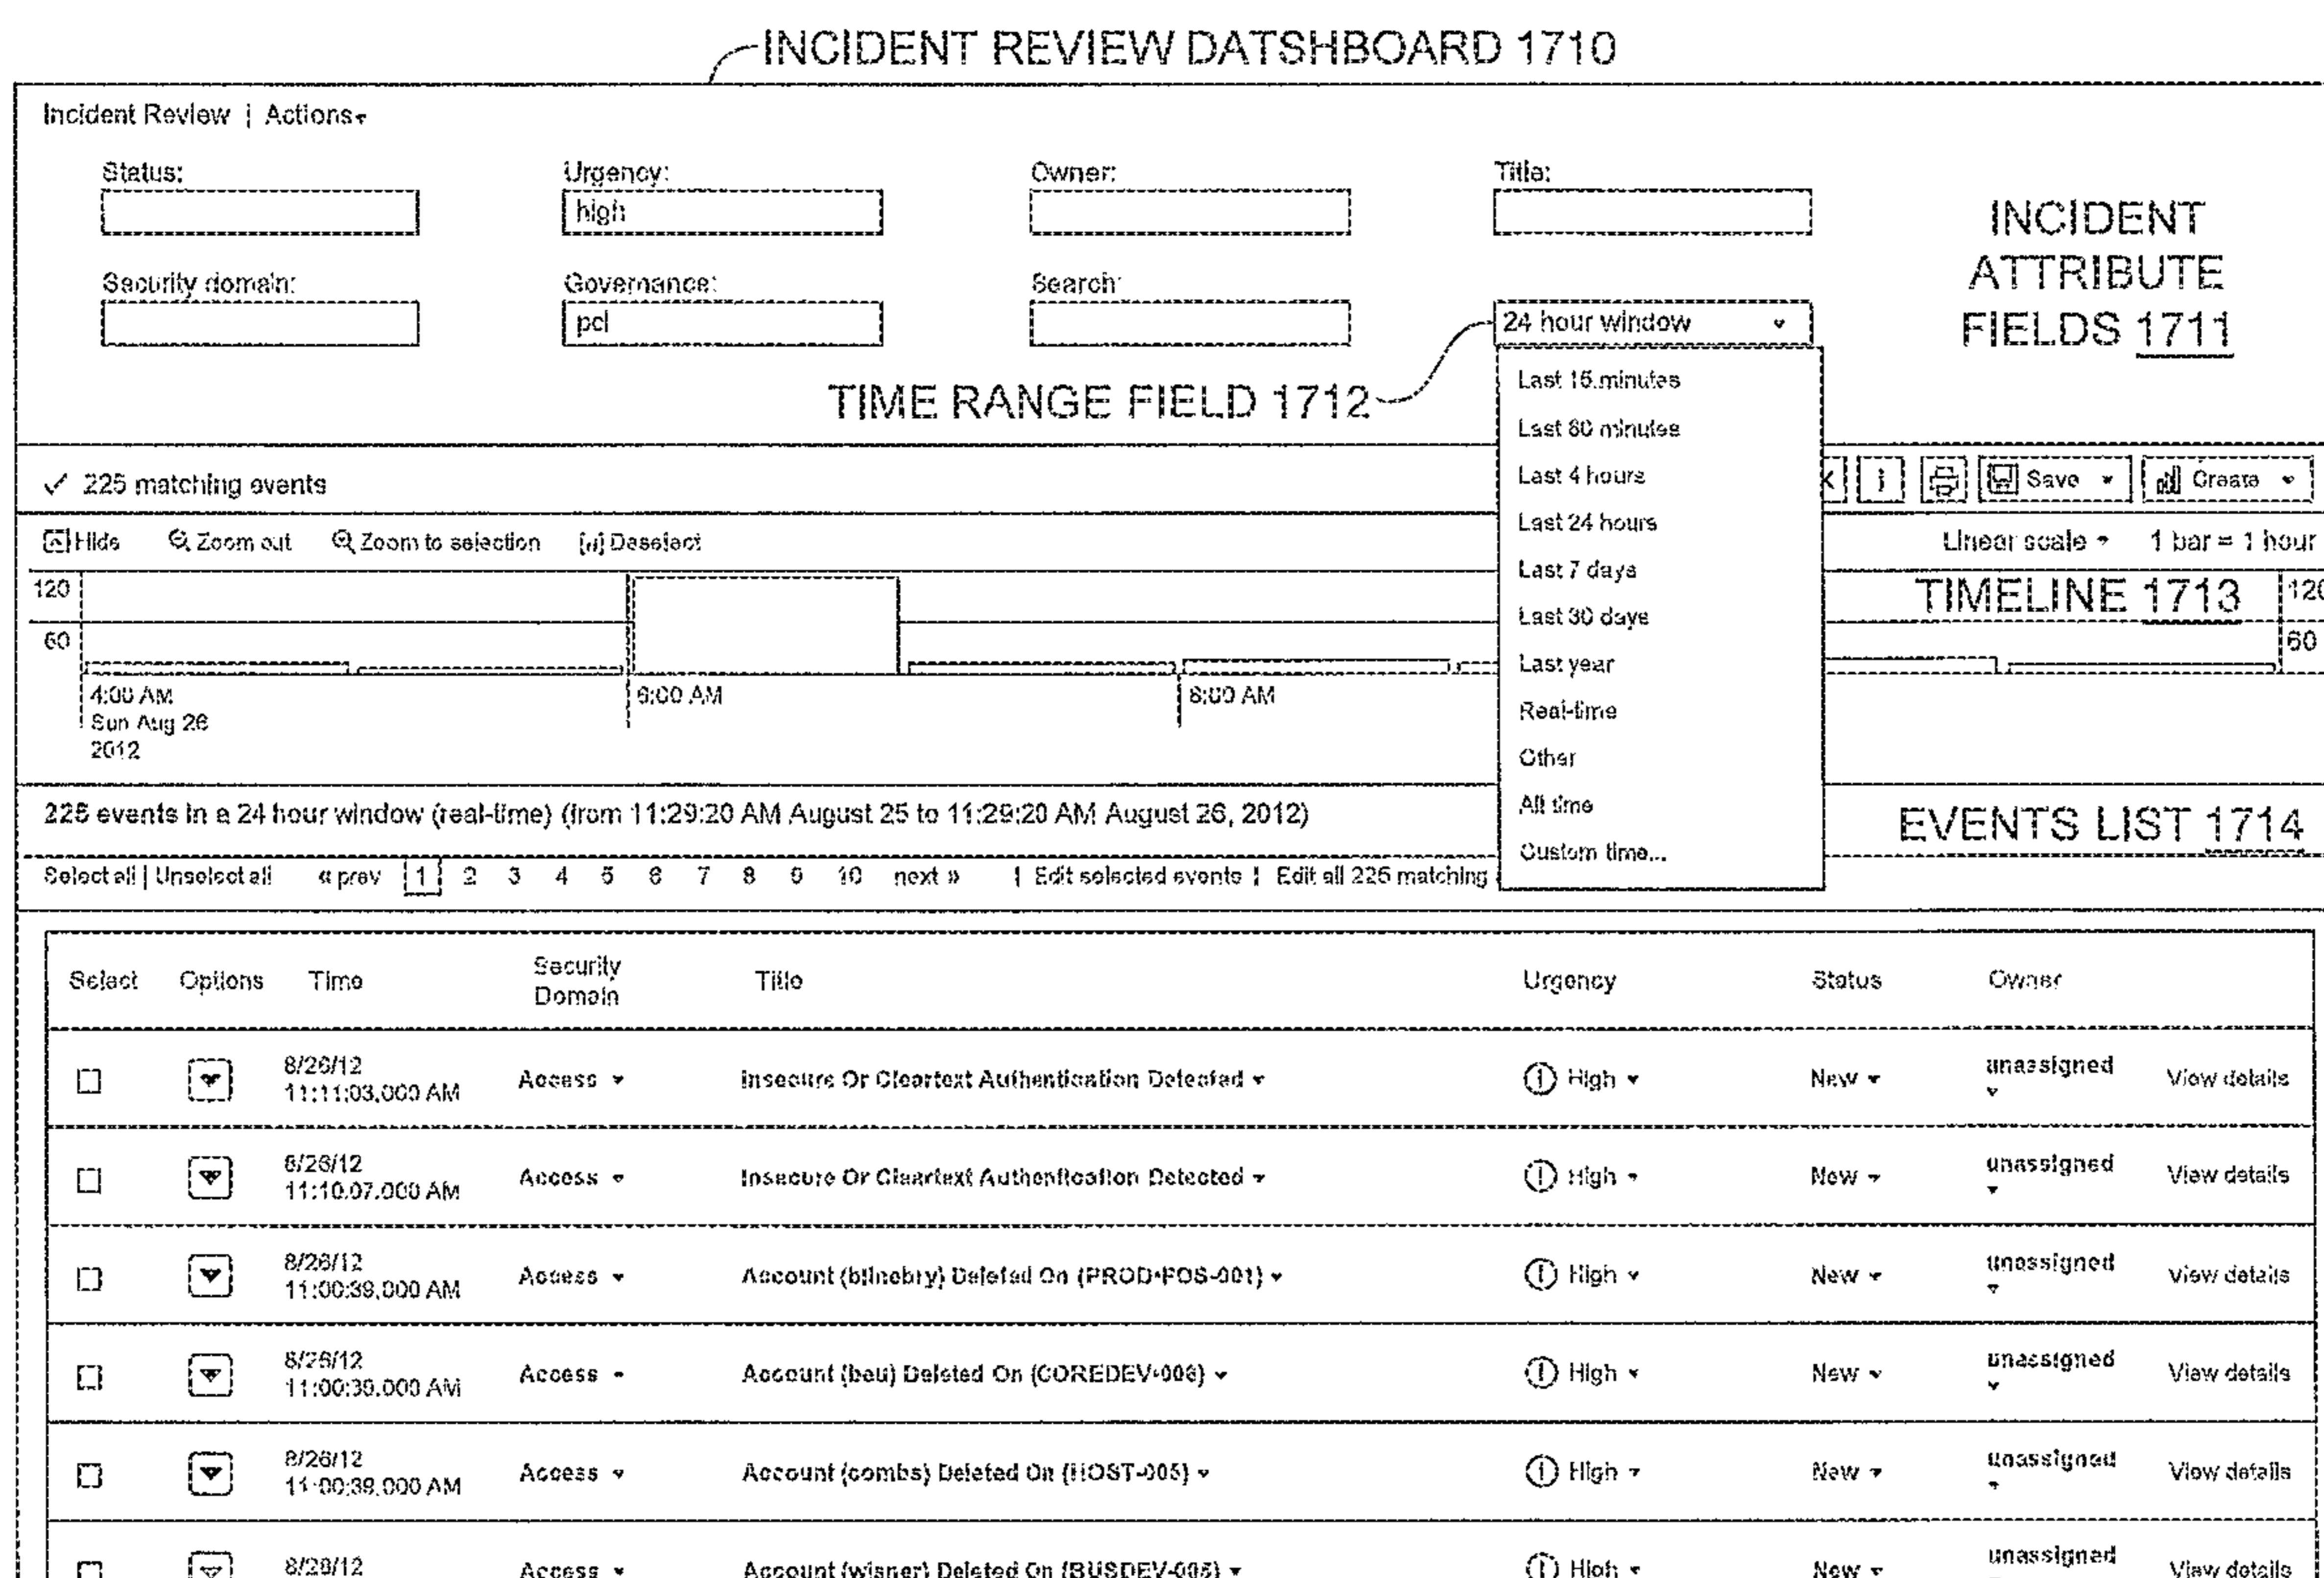 INCIDENT REVIEW DATSHBOARD 1710
Incident Review | Actions
Status: Urgency: Owner: Title:
high
INCIDENT
ATTRIBUTE
FIELDS 1711
Security domain: Governance: Search:
pci 24 hour window
TIME RANGE FIELD 1712
Last 15 minutes
Last 60 minutes
Last 4 hours
Last 24 hours
Last 7 days
Last 30 days
Last year
Real-time
Other
All time
Custom time...
✓ 225 matching events
Save Create
Hide Zoom out Zoom to selection Deselect
Linear scale 1 bar = 1 hour
TIMELINE 1713
120 120
60 60
4:00 AM 6:00 AM 8:00 AM
Sun Aug 26
2012
225 events in a 24 hour window (real-time) (from 11:29:20 AM August 25 to 11:29:20 AM August 26, 2012)
EVENTS LIST 1714
Select all | Unselect all « prev 1 2 3 4 5 6 7 8 9 10 next » | Edit selected events | Edit all 225 matching
Select Options Time Security Domain Title Urgency Status Owner
8/26/12
11:11:03.000 AM Access Insecure Or Cleartext Authentication Detected High New unassigned View details
8/26/12
11:10:07.000 AM Access Insecure Or Cleartext Authentication Detected High New unassigned View details
8/26/12
11:00:39.000 AM Access Account (blinebry) Deleted On (PROD-POS-001) High New unassigned View details
8/26/12
11:00:39.000 AM Access Account (beu) Deleted On (COREDEV-006) High New unassigned View details
8/26/12
11:00:39.000 AM Access Account (combs) Deleted On (HOST-005) High New unassigned View details
8/26/12
Access Account (wisner) Deleted On (BUSDEV-005) High New unassigned View details